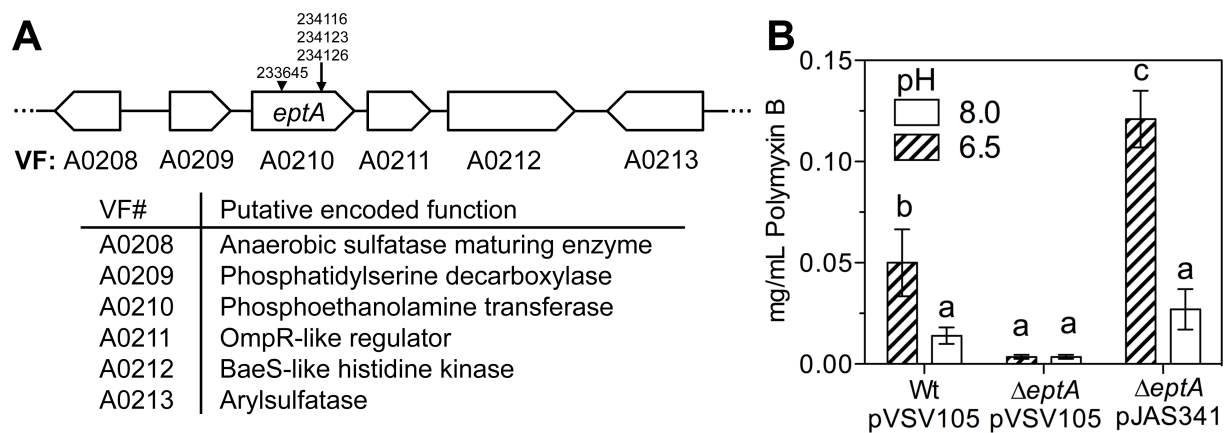 A
234116
234123
234126
233645
eptA
VF: A0208 A0209 A0210 A0211 A0212 A0213
VF# Putative encoded function
A0208 Anaerobic sulfatase maturing enzyme
A0209 Phosphatidylserine decarboxylase
A0210 Phosphoethanolamine transferase
A0211 OmpR-like regulator
A0212 BaeS-like histidine kinase
A0213 Arylsulfatase
B
mg/mL Polymyxin B
0.15
0.10
0.05
0.00
pH
8.0
6.5
b a a a c a
Wt ΔeptA ΔeptA
pVSV105 pVSV105 pJAS341